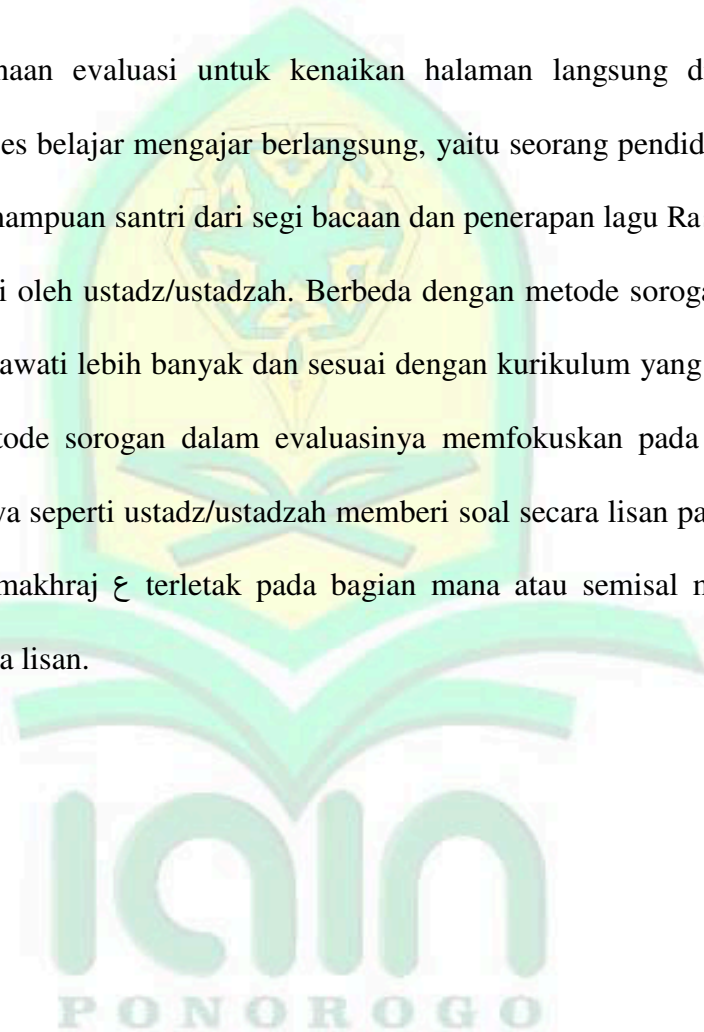 naan evaluasi untuk kenaikan halaman langsung d
es belajar mengajar berlangsung, yaitu seorang pendid
ampuan santri dari segi bacaan dan penerapan lagu Ra
i oleh ustadz/ustadzah. Berbeda dengan metode soroga
awati lebih banyak dan sesuai dengan kurikulum yang
tode sorogan dalam evaluasinya memfokuskan pada
ya seperti ustadz/ustadzah memberi soal secara lisan pa
makhraj ع terletak pada bagian mana atau semisal m
a lisan.
iain
PONOROGO